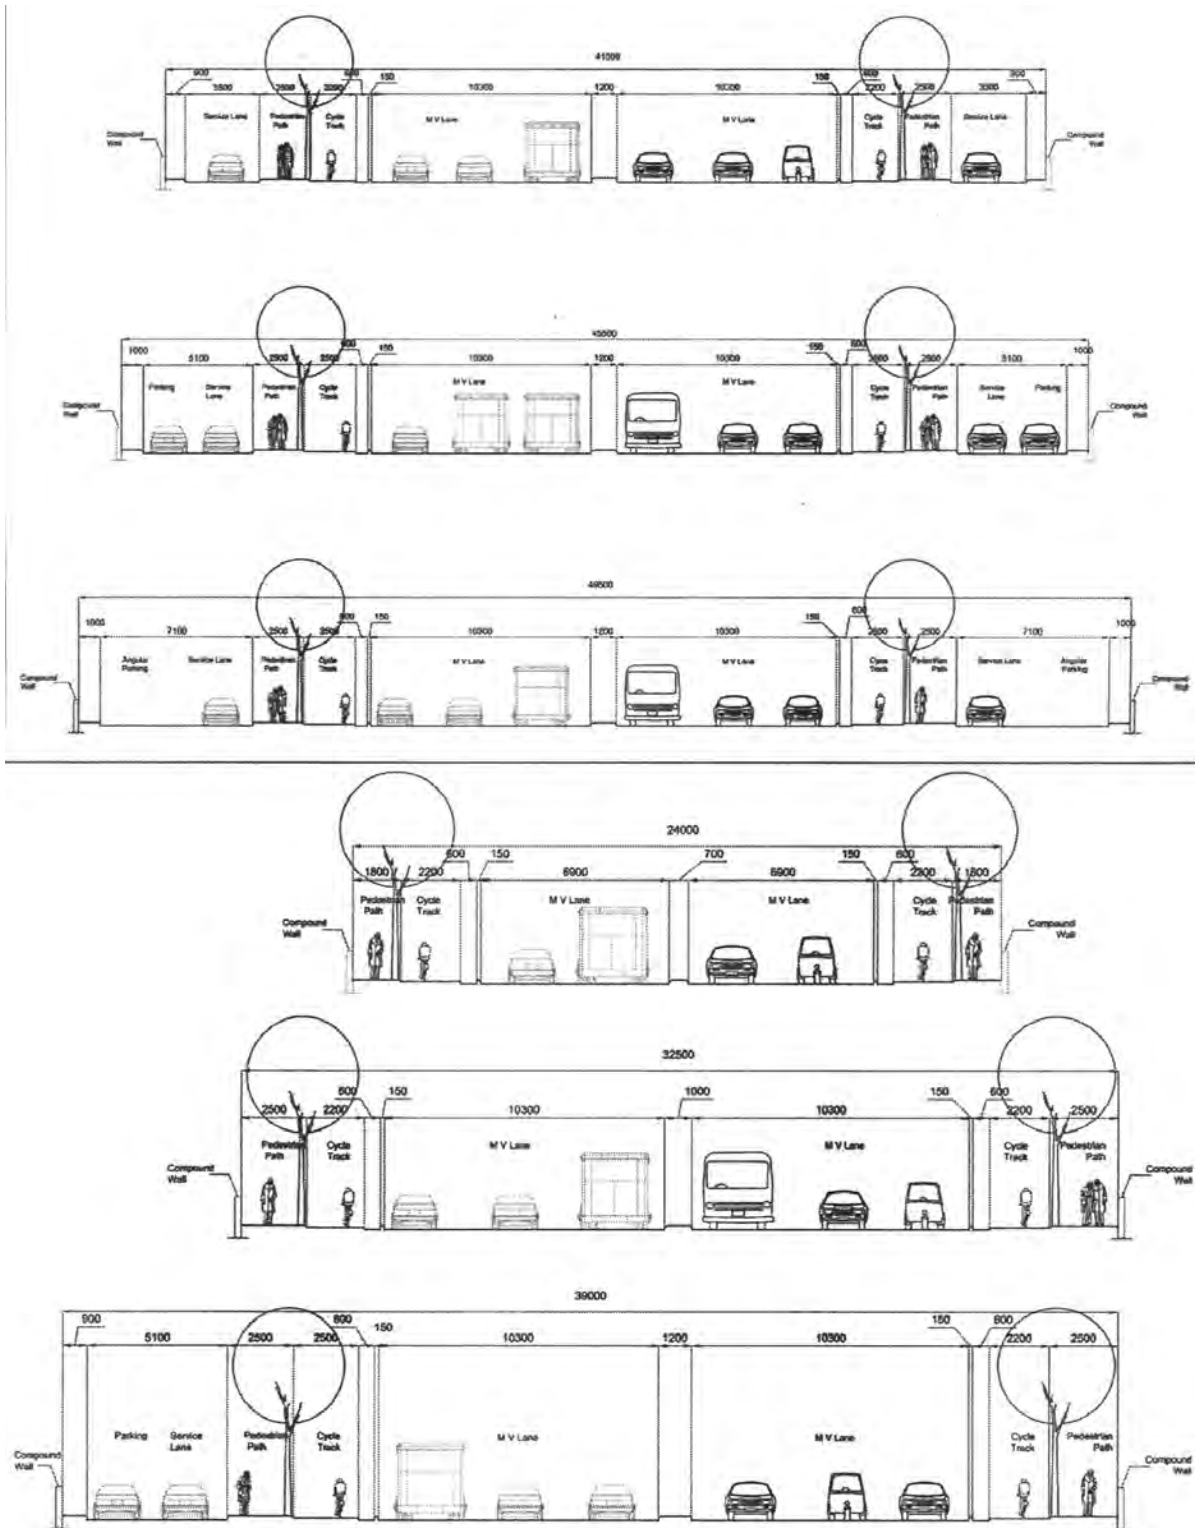 41000
900 3500 2500 2200 600 150 10300 1200 10300 150 600 2200 2500 3500 900
Service Lane Pedestrian Path Cycle Track M V Lane M V Lane Cycle Track Pedestrian Path Service Lane
Compound Wall Compound Wall
45500
1000 5100 2500 2500 600 150 10300 1200 10300 150 600 2500 5100 1000
Parking Service Lane Pedestrian Path Cycle Track M V Lane M V Lane Cycle Track Pedestrian Path Service Lane Parking
Compound Wall Compound Wall
49500
1000 7100 2500 2500 600 150 10300 1200 10300 150 600 2500 7100 1000
Angular Parking Service Lane Pedestrian Path Cycle Track M V Lane M V Lane Cycle Track Pedestrian Path Service Lane Angular Parking
Compound Wall Compound Wall
24000
1800 2200 600 150 6900 700 6900 150 600 2200 1800
Pedestrian Path Cycle Track M V Lane M V Lane Cycle Track Pedestrian Path
Compound Wall Compound Wall
32500
2500 2200 600 150 10300 1000 10300 150 600 2200 2500
Pedestrian Path Cycle Track M V Lane M V Lane Cycle Track Pedestrian Path
Compound Wall Compound Wall
39000
900 5100 2500 2500 150 10300 1200 10300 150 2200 2500
Parking Service Lane Pedestrian Path Cycle Track M V Lane M V Lane Cycle Track Pedestrian Path
Compound Wall Compound Wall